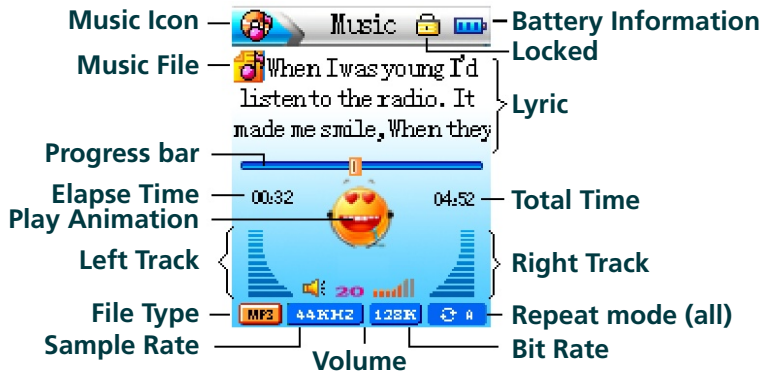 Music Icon
Music
Battery Information
Locked
Music File
When I was young I'd
listen to the radio. It
made me smile, When they
Lyric
Progress bar
Elapse Time
00:32
04:52
Total Time
Play Animation
Left Track
Right Track
20
File Type
MP3
44KHZ
128K
A
Repeat mode (all)
Sample Rate
Volume
Bit Rate